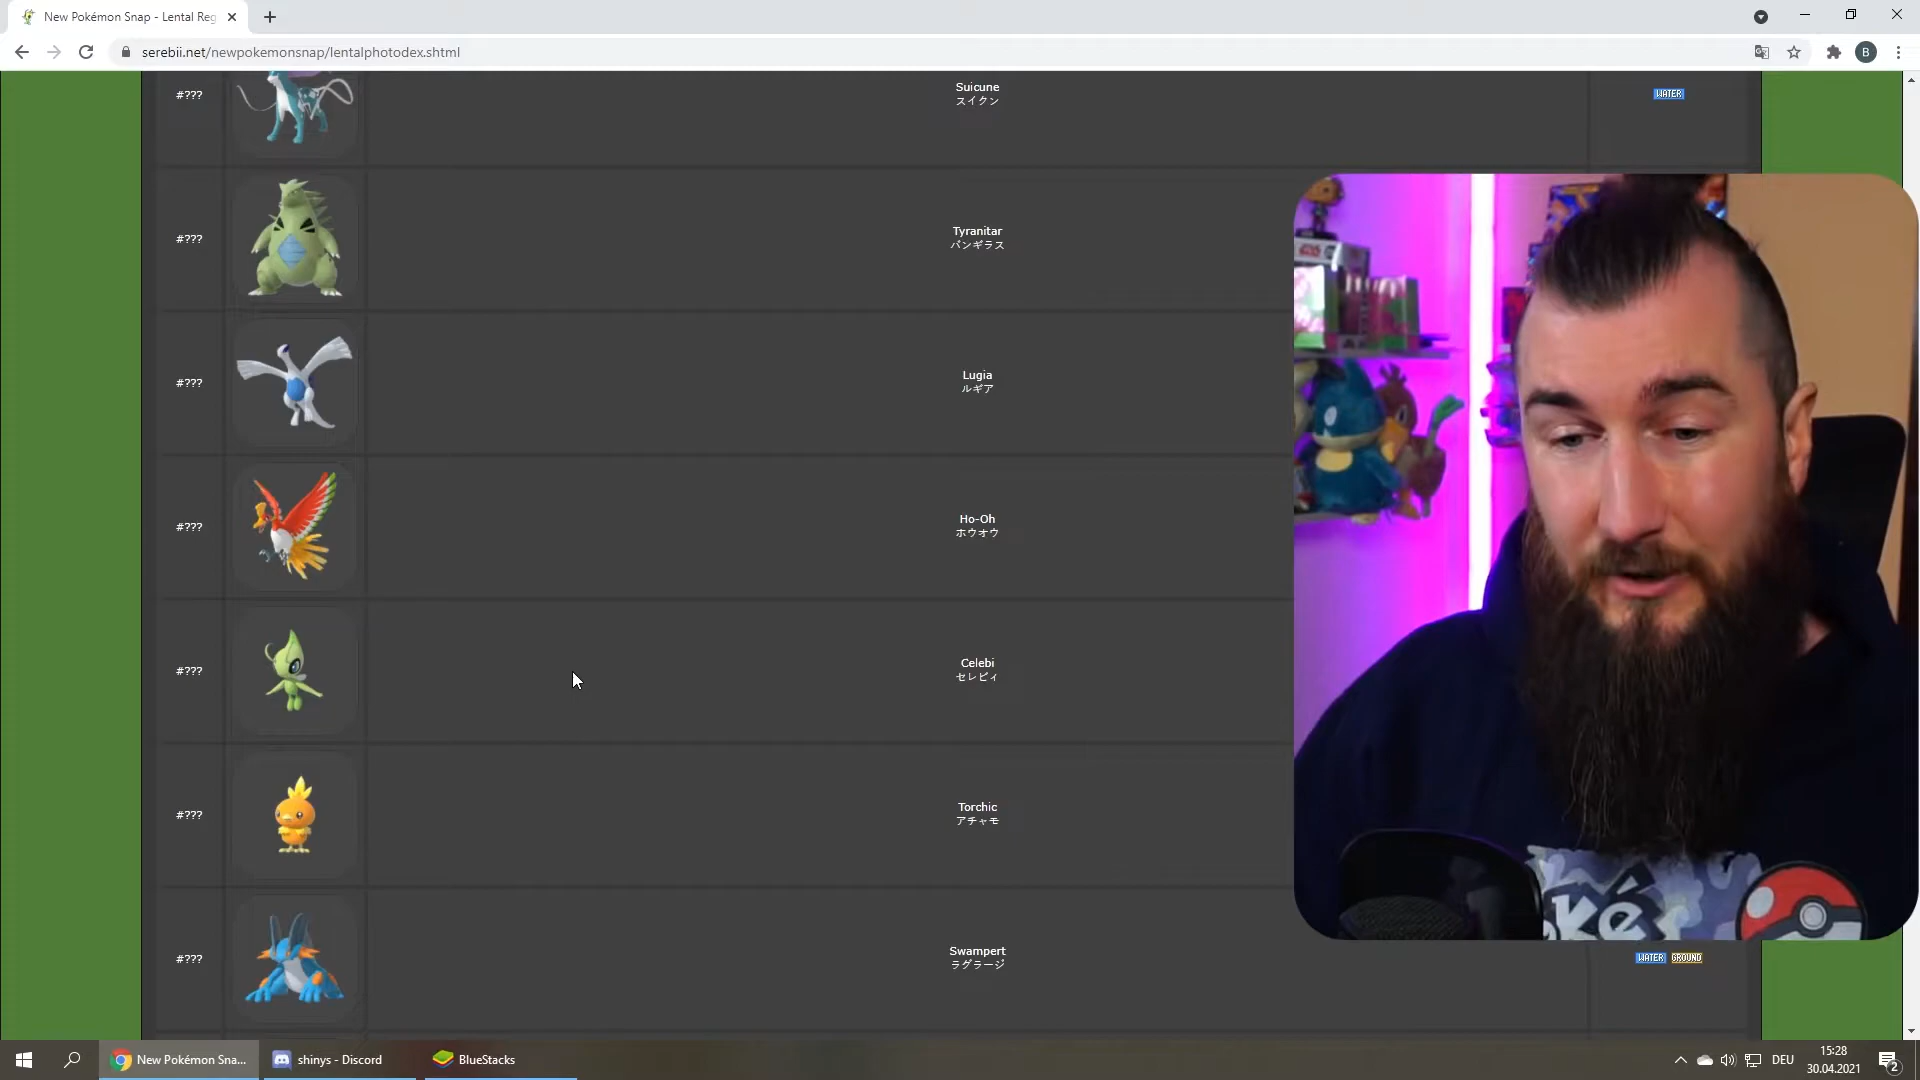 New Pokémon Snap - Lental Reg
serebii.net/newpokemonsnap/lentalphotodex.shtml
B
#???
Suicune
スイクン
WATER
#???
Tyranitar
バンギラス
#???
Lugia
ルギア
#???
Ho-Oh
ホウオウ
#???
Celebi
セレビィ
#???
Torchic
アチャモ
#???
Swampert
ラグラージ
WATER GROUND
Poké
New Pokémon Sna...
shinys - Discord
BlueStacks
DEU
15:28
30.04.2021
2